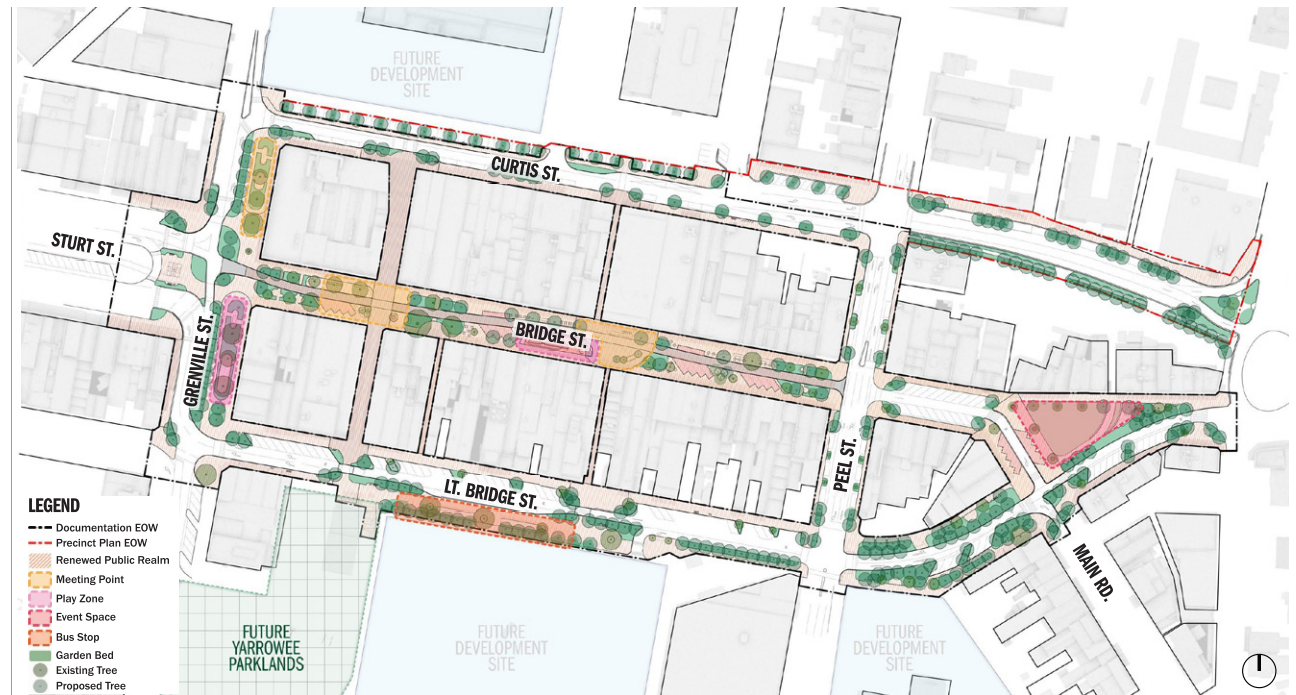 FUTURE
DEVELOPMENT
SITE
CURTIS ST.
STURT ST.
BRIDGE ST.
GRENVILLE ST.
PEEL ST.
LT. BRIDGE ST.
MAIN RD.
LEGEND
Documentation EOW
Precinct Plan EOW
Renewed Public Realm
Meeting Point
Play Zone
Event Space
Bus Stop
Garden Bed
Existing Tree
Proposed Tree
FUTURE
YARROWEE
PARKLANDS
FUTURE
DEVELOPMENT
SITE
FUTURE
DEVELOPMENT
SITE